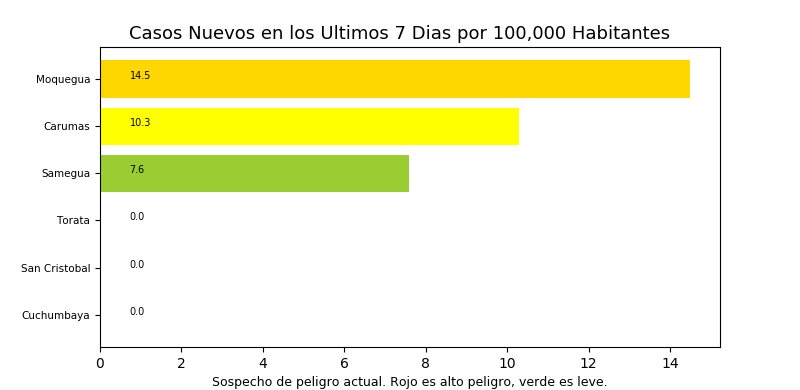 Casos Nuevos en los Ultimos 7 Dias por 100,000 Habitantes
Moquegua 14.5
Carumas 10.3
Samegua 7.6
Torata 0.0
San Cristobal 0.0
Cuchumbaya 0.0
0 2 4 6 8 10 12 14
Sospecho de peligro actual. Rojo es alto peligro, verde es leve.